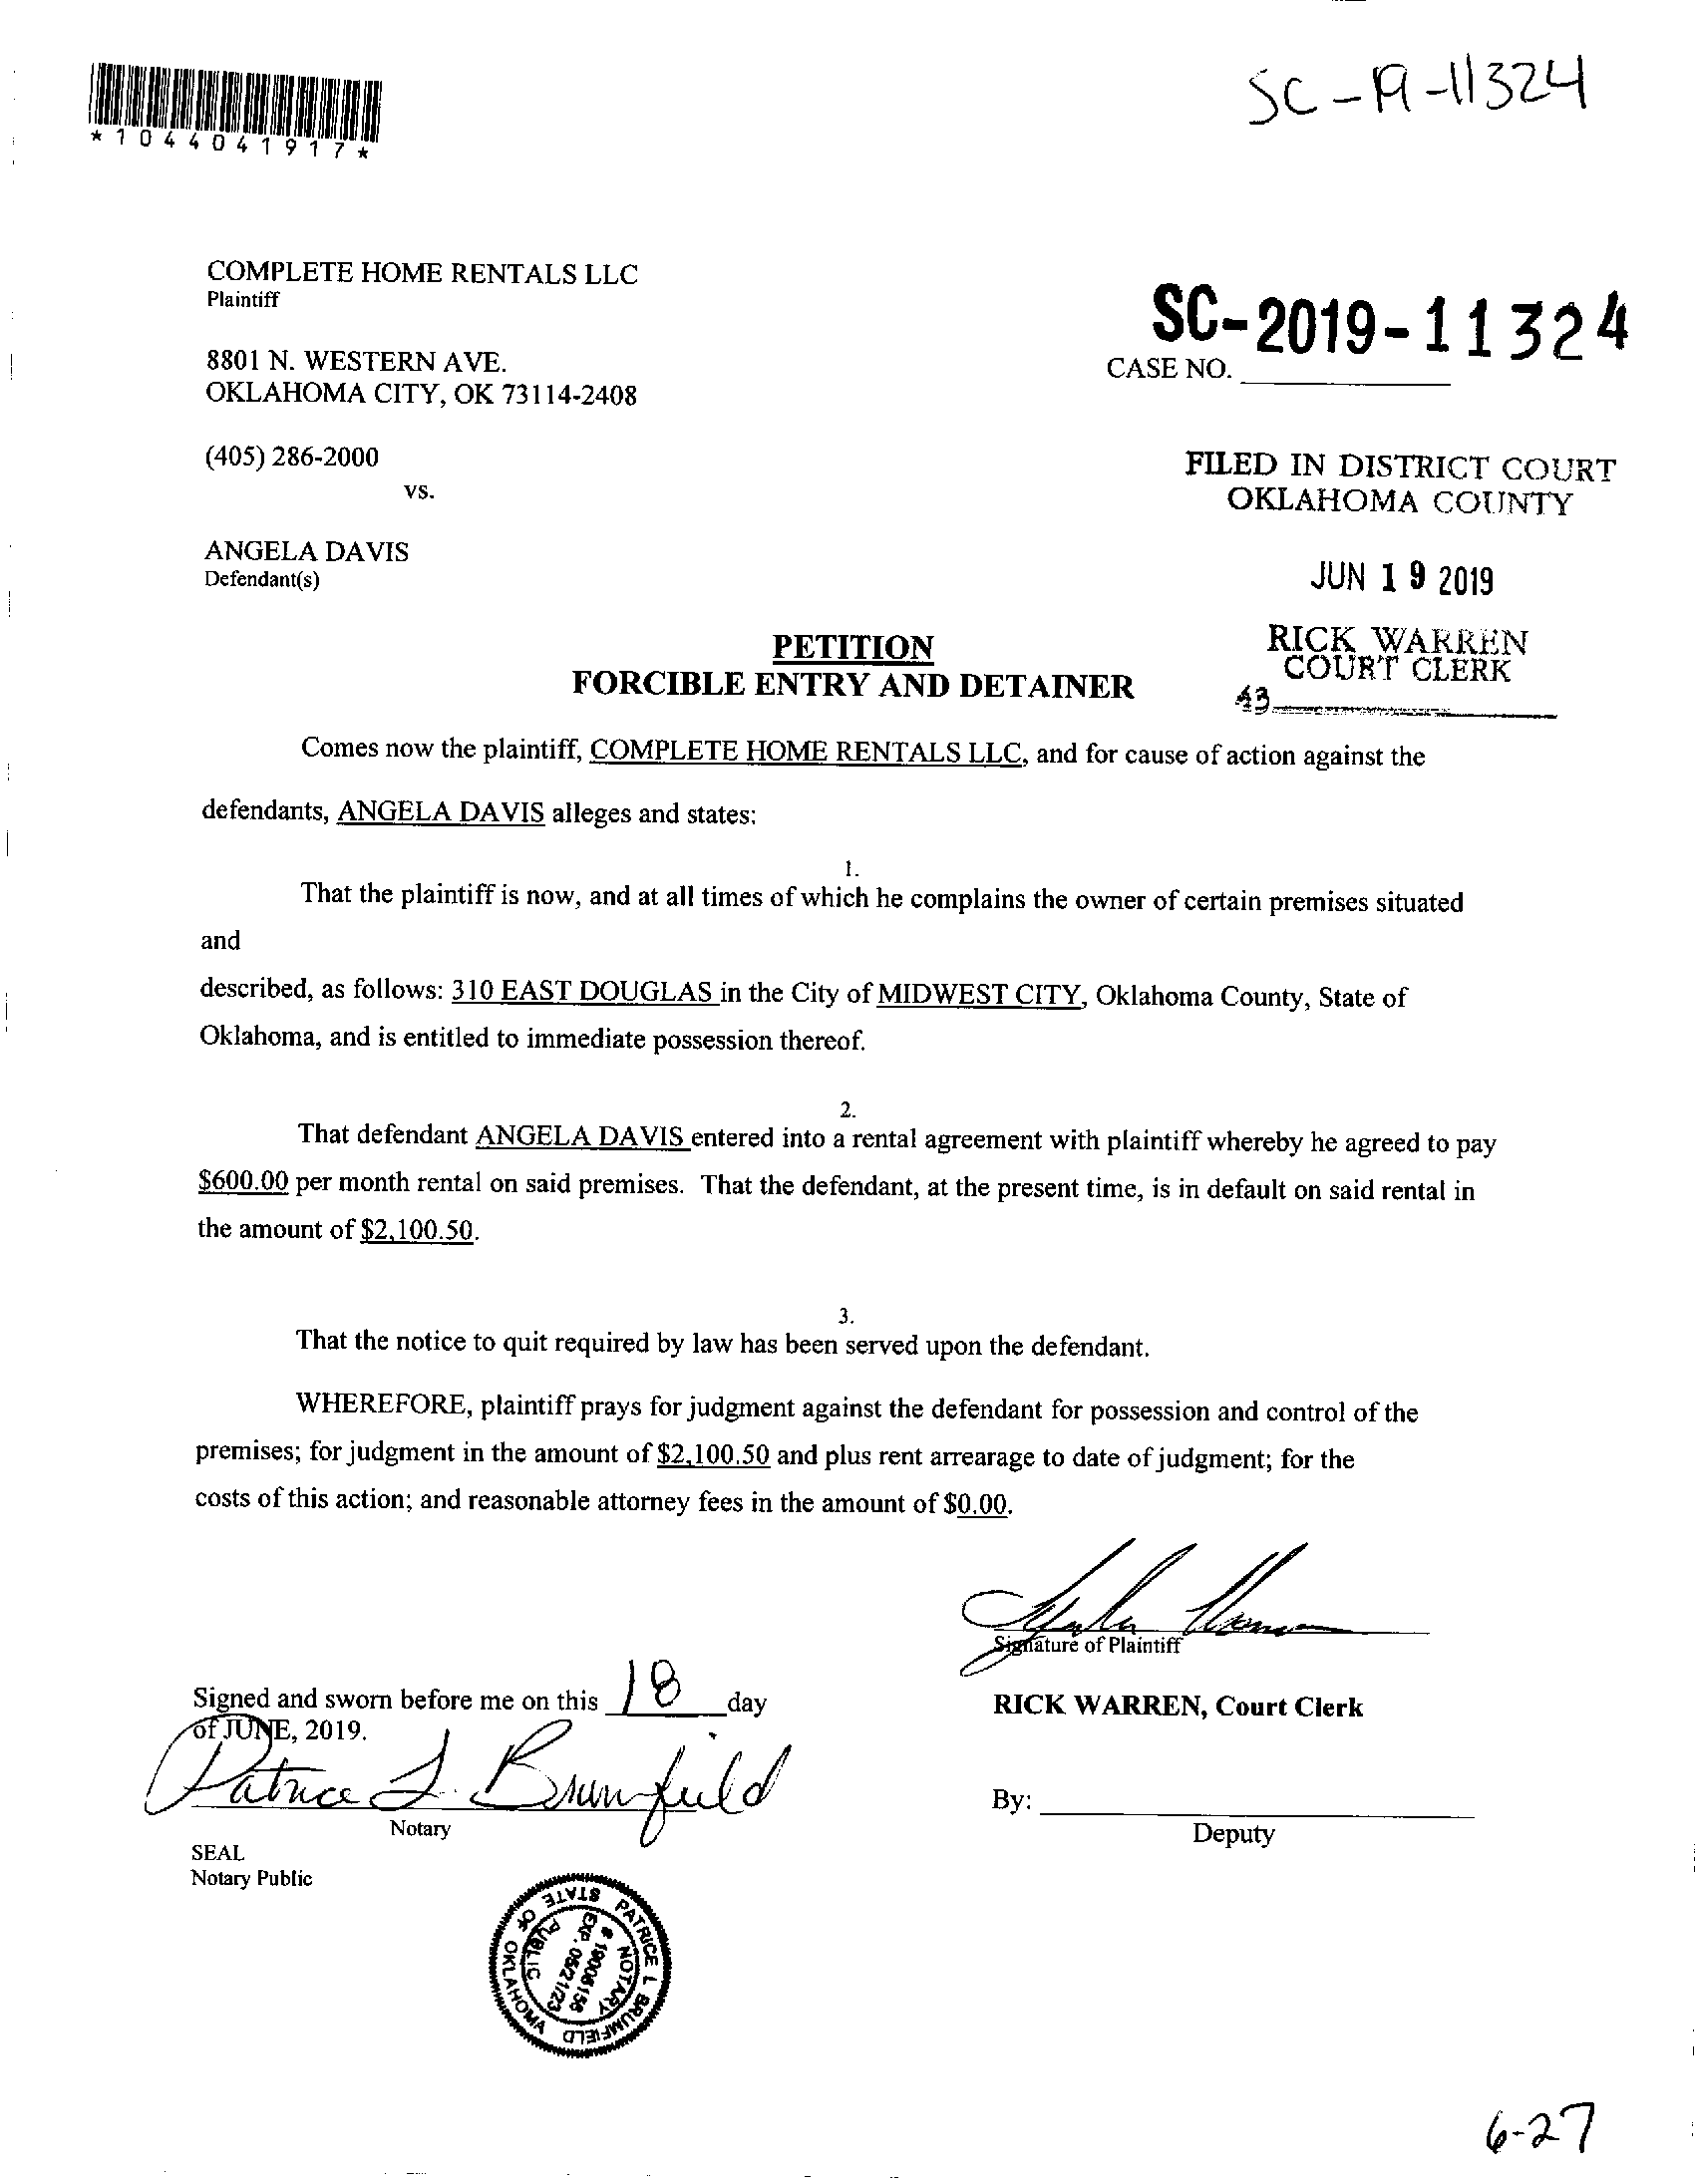 SC-19-11324
*1044041917*
COMPLETE HOME RENTALS LLC
Plaintiff
SC-2019-11324
8801 N. WESTERN AVE.
CASE NO.
OKLAHOMA CITY, OK 73114-2408
(405) 286-2000
FILED IN DISTRICT COURT
vs.
OKLAHOMA COUNTY
ANGELA DAVIS
Defendant(s)
JUN 19 2019
PETITION
RICK WARREN
FORCIBLE ENTRY AND DETAINER
COURT CLERK
43
Comes now the plaintiff, COMPLETE HOME RENTALS LLC, and for cause of action against the
defendants, ANGELA DAVIS alleges and states:
1.
That the plaintiff is now, and at all times of which he complains the owner of certain premises situated
and
described, as follows: 310 EAST DOUGLAS in the City of MIDWEST CITY, Oklahoma County, State of
Oklahoma, and is entitled to immediate possession thereof.
2.
That defendant ANGELA DAVIS entered into a rental agreement with plaintiff whereby he agreed to pay
$600.00 per month rental on said premises. That the defendant, at the present time, is in default on said rental in
the amount of $2,100.50.
3.
That the notice to quit required by law has been served upon the defendant.
WHEREFORE, plaintiff prays for judgment against the defendant for possession and control of the
premises; for judgment in the amount of $2,100.50 and plus rent arrearage to date of judgment; for the
costs of this action; and reasonable attorney fees in the amount of $0.00.
Signature of Plaintiff
Signed and sworn before me on this 18 day
RICK WARREN, Court Clerk
of JUNE, 2019.
Patrice L. Brumfield
By:
Notary
Deputy
SEAL
Notary Public
PATRICE L BRUMFIELD
STATE OF OKLAHOMA
NOTARY PUBLIC
# 19006156
EXP. 06/21/23
6-27